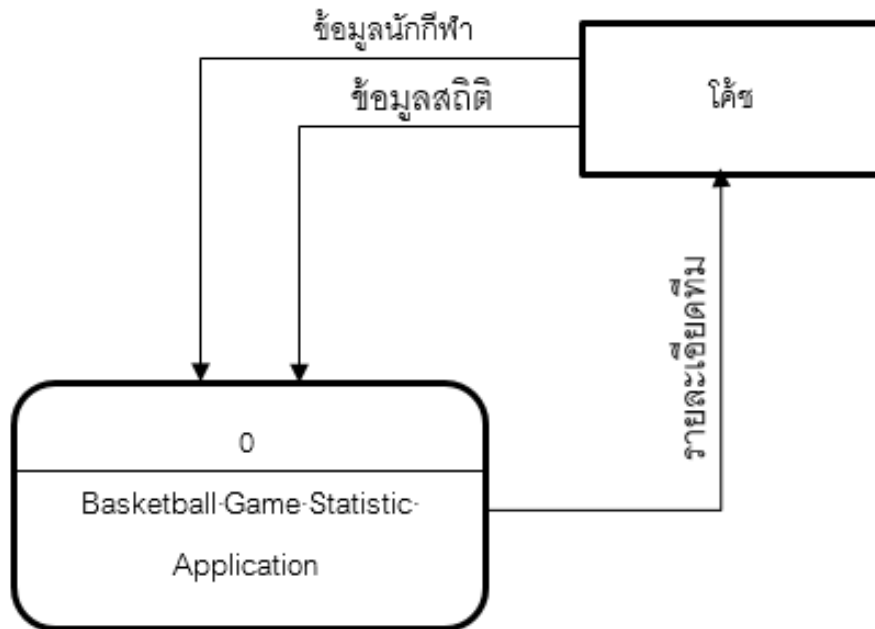 ข้อมูลนักกีฬา
ข้อมูลสถิติ
โค้ช
รายละเอียดทีม
0
Basketball·Game·Statistic·
Application